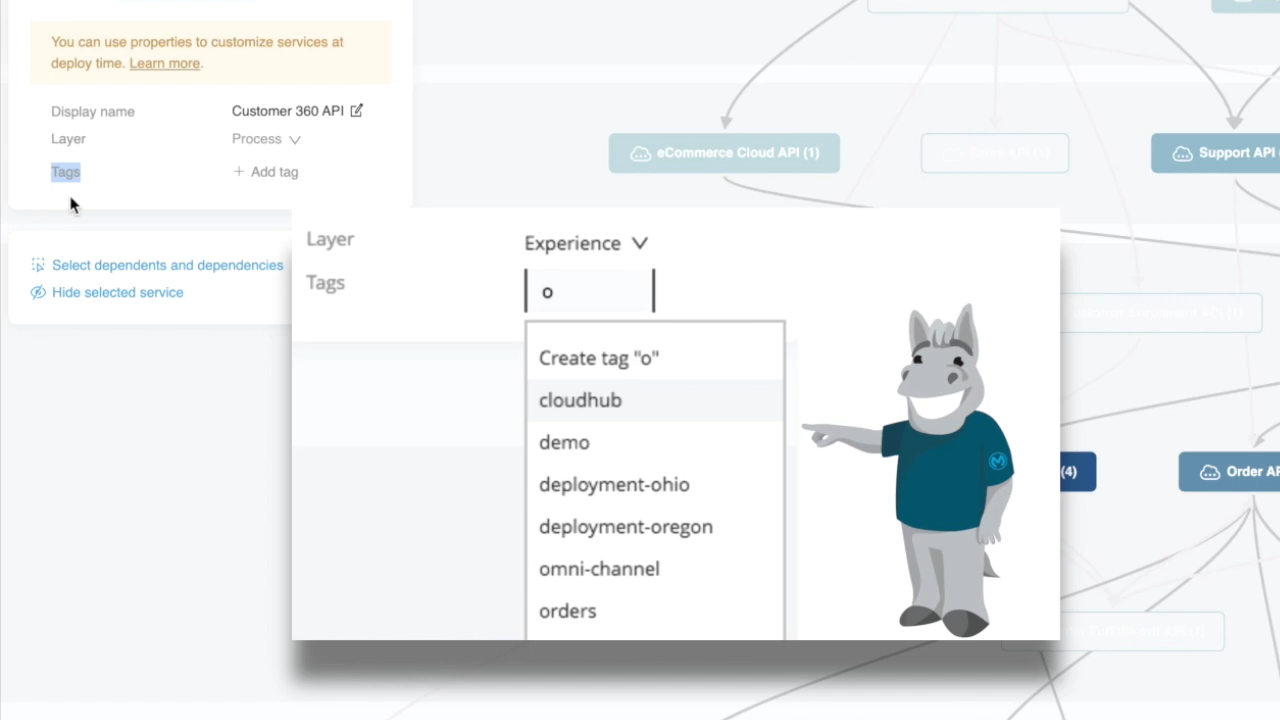 You can use properties to customize services at
deploy time. Learn more.
Display name
Customer 360 API
Layer
Process
Tags
+ Add tag
Select dependents and dependencies
Hide selected service
eCommerce Cloud API (1)
Support API
Layer
Experience
Tags
o
Create tag "o"
cloudhub
demo
deployment-ohio
deployment-oregon
omni-channel
orders
(4)
Order AP